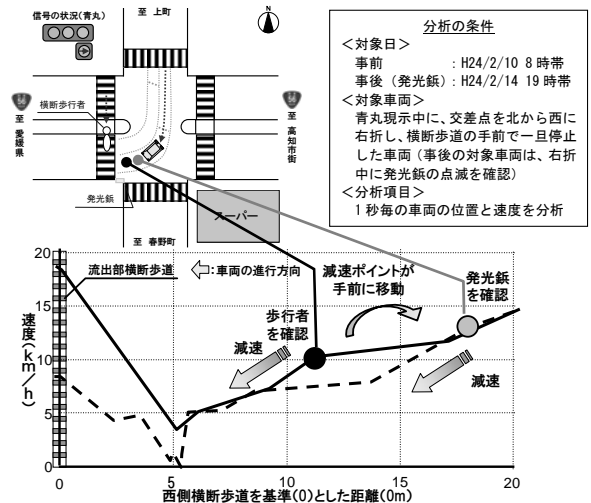 信号の状況(青丸)
至 上町
N
56
至 愛媛県
横断歩行者
56
至 高知市街
発光鋲
スーパー
至 春野町
分析の条件
<対象日>
事前 : H24/2/10 8時帯
事後(発光鋲) : H24/2/14 19時帯
<対象車両>
青丸現示中に、交差点を北から西に
右折し、横断歩道の手前で一旦停止
した車両(事後の対象車両は、右折
中に発光鋲の点滅を確認)
<分析項目>
1秒毎の車両の位置と速度を分析
20
流出部横断歩道
:車両の進行方向
減速ポイントが
手前に移動
発光鋲
を確認
15
歩行者
を確認
減速
減速
速度(km/h)
10
5
0
0
5
10
15
20
西側横断歩道を基準(0)とした距離(0m)